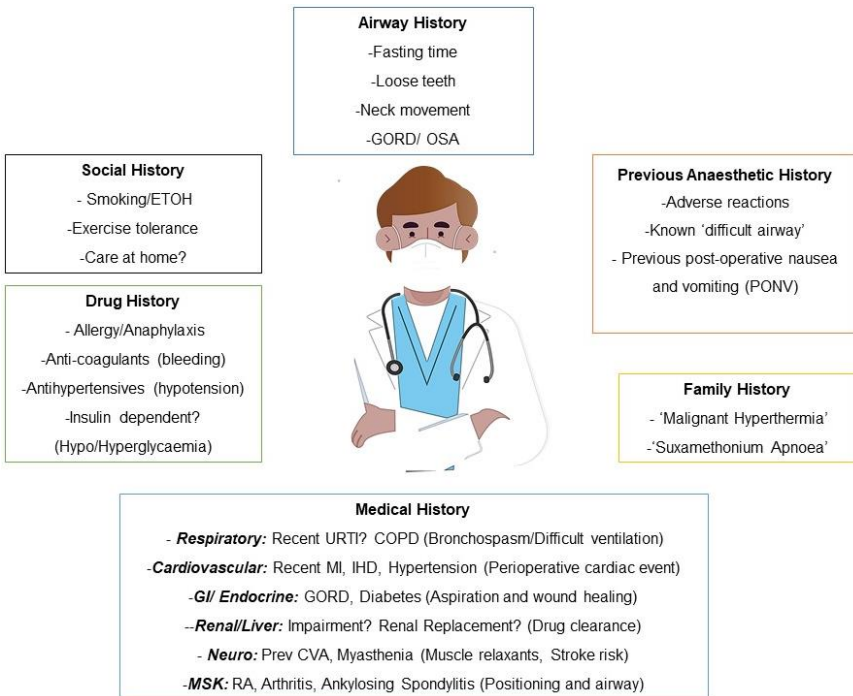 Airway History
-Fasting time
-Loose teeth
-Neck movement
-GORD/ OSA
Social History
- Smoking/ETOH
-Exercise tolerance
-Care at home?
Previous Anaesthetic History
-Adverse reactions
-Known ‘difficult airway’
- Previous post-operative nausea
and vomiting (PONV)
Drug History
- Allergy/Anaphylaxis
-Anti-coagulants (bleeding)
-Antihypertensives (hypotension)
-Insulin dependent?
(Hypo/Hyperglycaemia)
Family History
- ‘Malignant Hyperthermia’
-‘Suxamethonium Apnoea’
Medical History
- Respiratory: Recent URTI? COPD (Bronchospasm/Difficult ventilation)
-Cardiovascular: Recent MI, IHD, Hypertension (Perioperative cardiac event)
-GI/ Endocrine: GORD, Diabetes (Aspiration and wound healing)
--Renal/Liver: Impairment? Renal Replacement? (Drug clearance)
- Neuro: Prev CVA, Myasthenia (Muscle relaxants, Stroke risk)
-MSK: RA, Arthritis, Ankylosing Spondylitis (Positioning and airway)